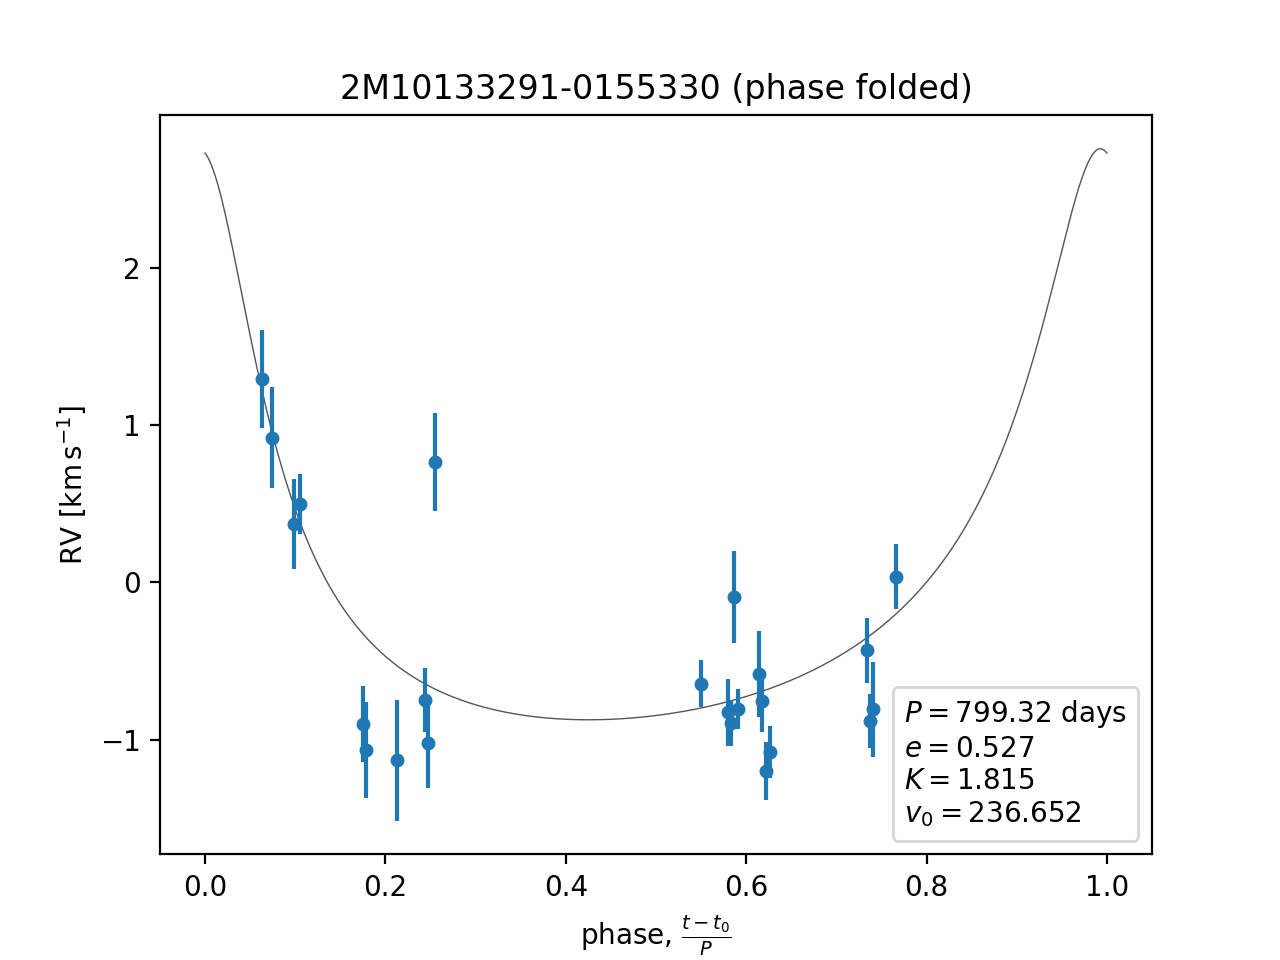 2M10133291-0155330 (phase folded)
RV [km s⁻¹]
2
1
0
−1
P = 799.32 days
e = 0.527
K = 1.815
v₀ = 236.652
0.0 0.2 0.4 0.6 0.8 1.0
phase, (t − t₀)/P